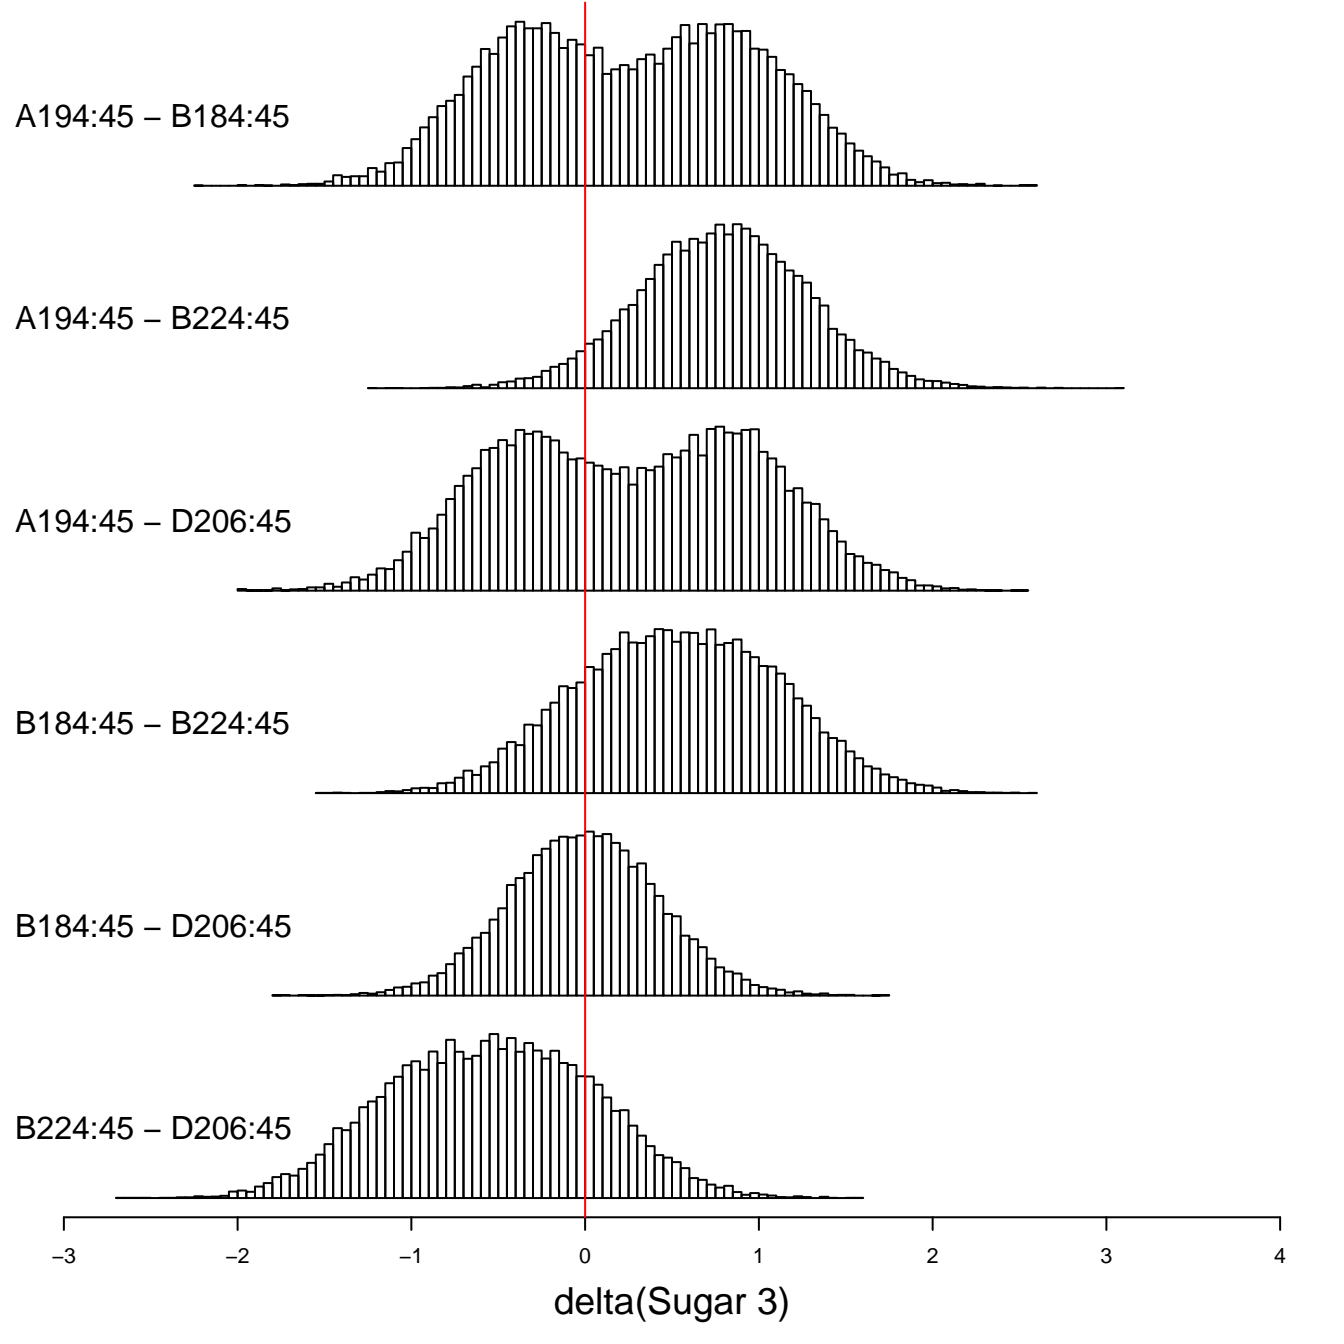 A194:45 – B184:45
A194:45 – B224:45
A194:45 – D206:45
B184:45 – B224:45
B184:45 – D206:45
B224:45 – D206:45
–3 –2 –1 0 1 2 3 4
delta(Sugar 3)